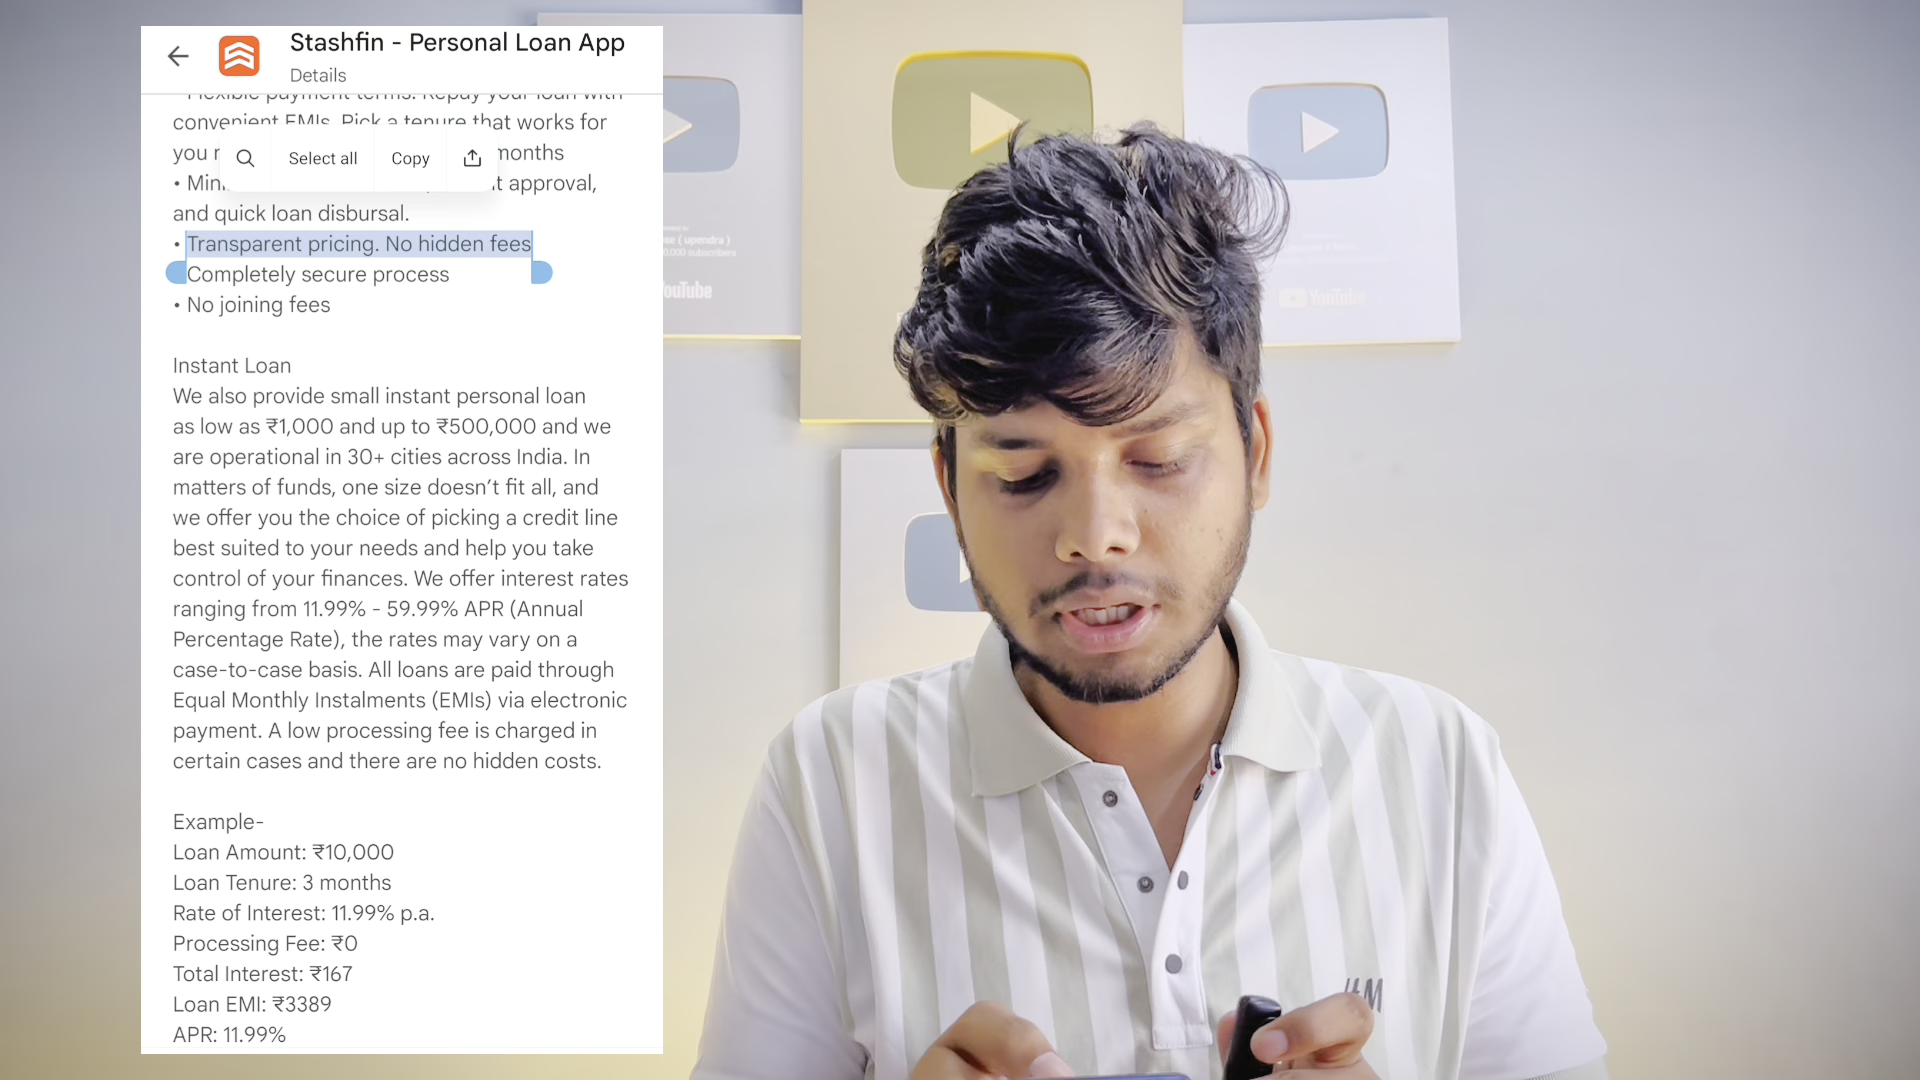 Stashfin - Personal Loan App
Details
convenient EMIs. Pick a tenure that works for
you months
Select all
Copy
• approval,
and quick loan disbursal.
• Transparent pricing. No hidden fees
Completely secure process
• No joining fees
Instant Loan
We also provide small instant personal loan
as low as ₹1,000 and up to ₹500,000 and we
are operational in 30+ cities across India. In
matters of funds, one size doesn’t fit all, and
we offer you the choice of picking a credit line
best suited to your needs and help you take
control of your finances. We offer interest rates
ranging from 11.99% - 59.99% APR (Annual
Percentage Rate), the rates may vary on a
case-to-case basis. All loans are paid through
Equal Monthly Instalments (EMIs) via electronic
payment. A low processing fee is charged in
certain cases and there are no hidden costs.
Example-
Loan Amount: ₹10,000
Loan Tenure: 3 months
Rate of Interest: 11.99% p.a.
Processing Fee: ₹0
Total Interest: ₹167
Loan EMI: ₹3389
APR: 11.99%
( upendra )
subscribers
YouTube
YouTube
H&M